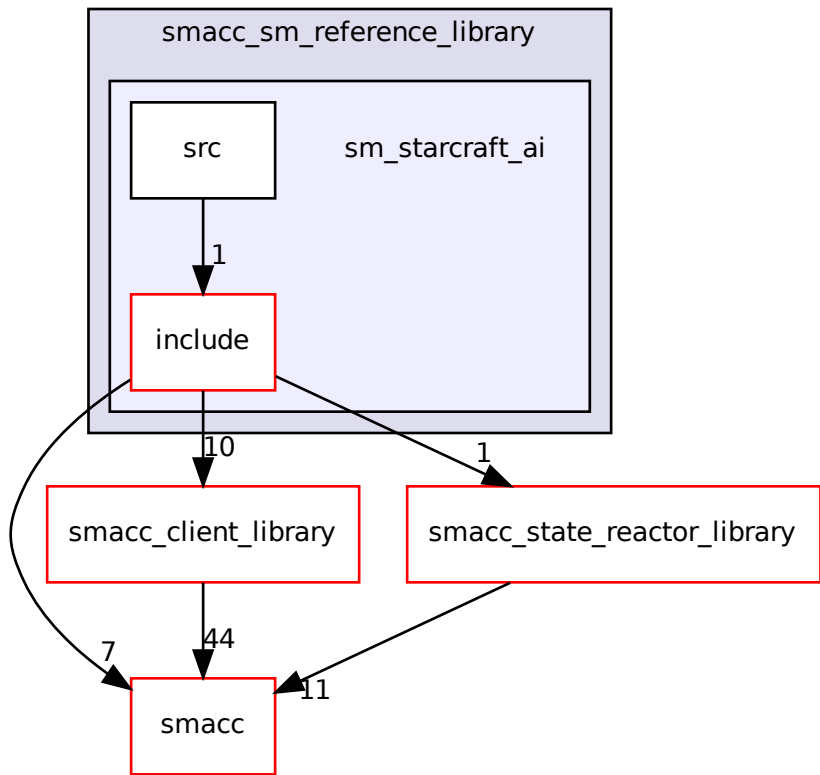 smacc_sm_reference_library
src
sm_starcraft_ai
1
include
10
1
smacc_client_library
smacc_state_reactor_library
7
44
11
smacc